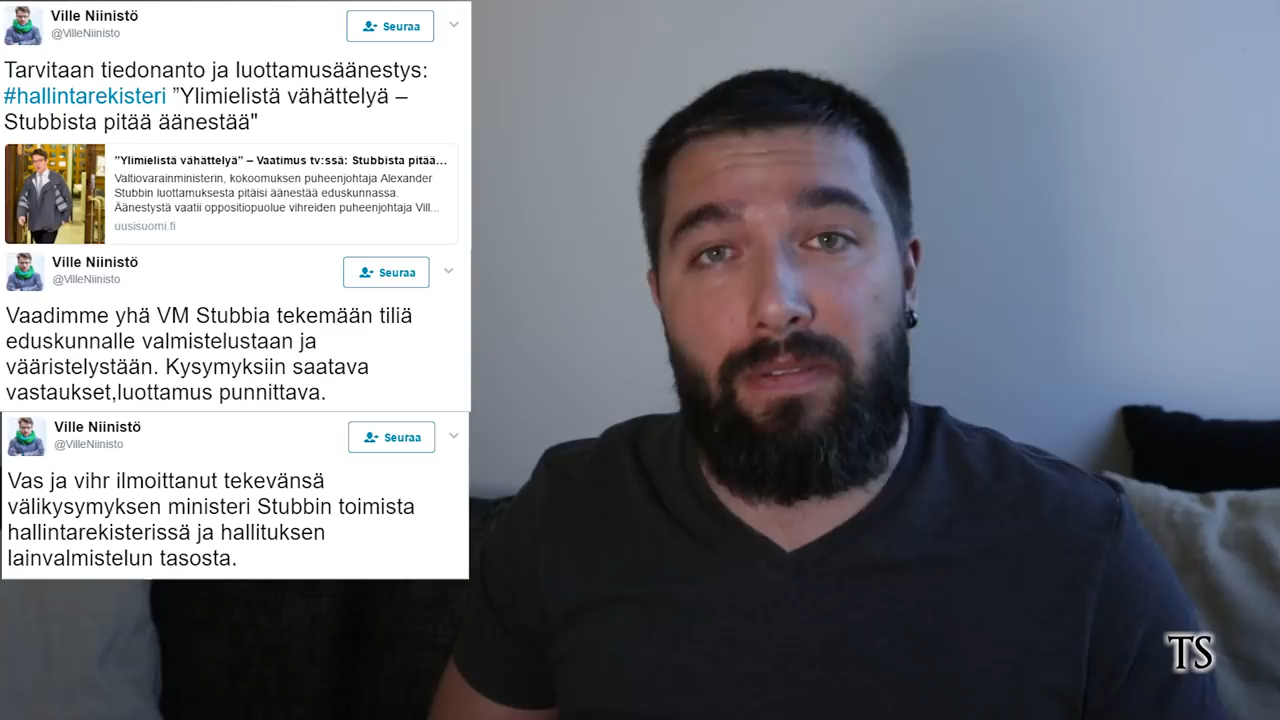 Ville Niinistö
@VilleNiinisto
Seuraa
Tarvitaan tiedonanto ja luottamusäänestys:
#hallintarekisteri ”Ylimielistä vähättelyä –
Stubbista pitää äänestää"
”Ylimielistä vähättelyä” – Vaatimus tv:ssä: Stubbista pitää...
Valtiovarainministerin, kokoomuksen puheenjohtaja Alexander
Stubbin luottamuksesta pitäisi äänestää eduskunnassa.
Äänestystä vaatii oppositiopuolue vihreiden puheenjohtaja Vill...
uusisuomi.fi
Ville Niinistö
@VilleNiinisto
Seuraa
Vaadimme yhä VM Stubbia tekemään tiliä
eduskunnalle valmistelustaan ja
vääristelystään. Kysymyksiin saatava
vastaukset,luottamus punnittava.
Ville Niinistö
@VilleNiinisto
Seuraa
Vas ja vihr ilmoittanut tekevänsä
välikysymyksen ministeri Stubbin toimista
hallintarekisterissä ja hallituksen
lainvalmistelun tasosta.
TS